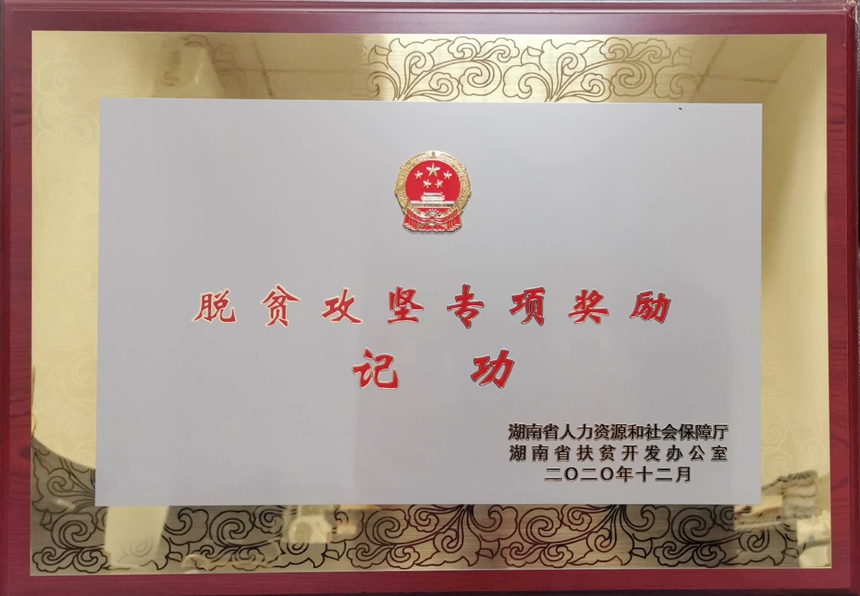 脱贫攻坚专项奖励
记功
湖南省人力资源和社会保障厅
湖南省扶贫开发办公室
二〇二〇年十二月